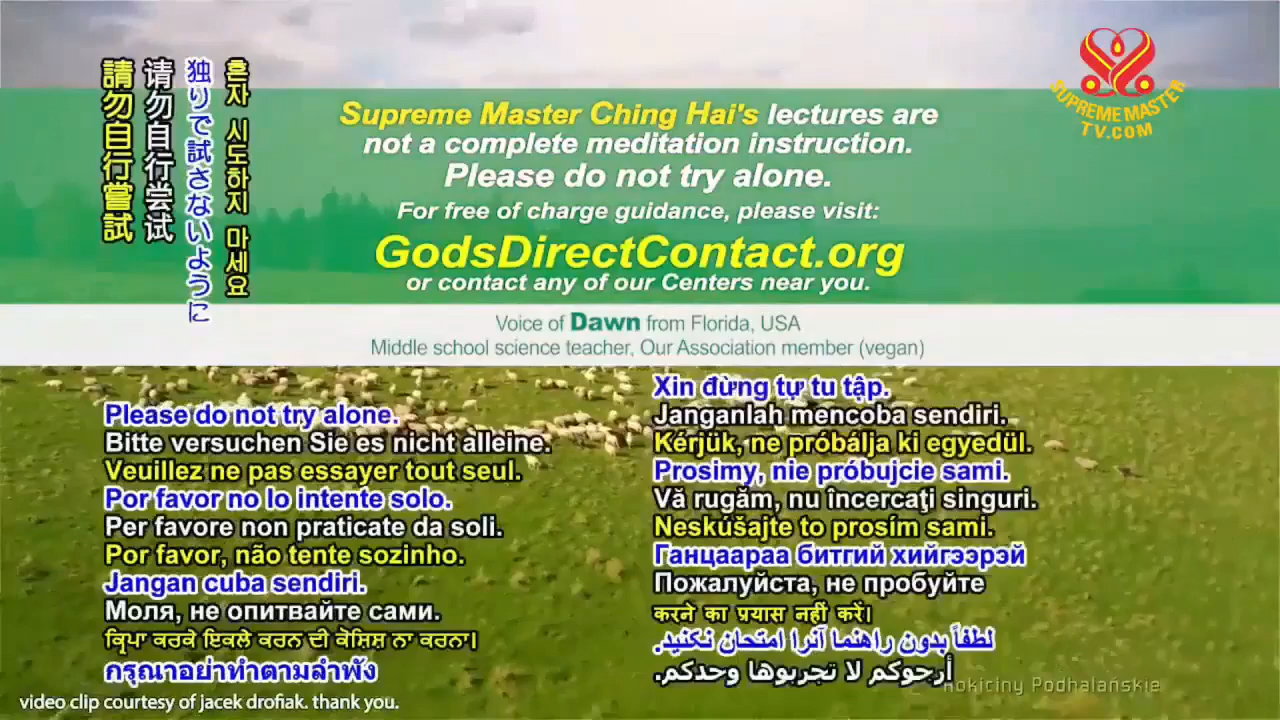 請勿自行嘗試
请勿自行尝试
独りで試さないように
혼자 시도하지 마세요
Supreme Master Ching Hai's lectures are
not a complete meditation instruction.
Please do not try alone.
For free of charge guidance, please visit:
GodsDirectContact.org
or contact any of our Centers near you.
SUPREME MASTER
TV.COM
Voice of Dawn from Florida, USA
Middle school science teacher, Our Association member (vegan)
Please do not try alone.
Bitte versuchen Sie es nicht alleine.
Veuillez ne pas essayer tout seul.
Por favor no lo intente solo.
Per favore non praticate da soli.
Por favor, não tente sozinho.
Jangan cuba sendiri.
Моля, не опитвайте сами.
ਕ੍ਰਿਪਾ ਕਰਕੇ ਇਕਲੇ ਕਰਨ ਦੀ ਕੋਸ਼ਿਸ਼ ਨਾ ਕਰਨਾ।
กรุณาอย่าทำตามลำพัง
Xin đừng tự tu tập.
Janganlah mencoba sendiri.
Kérjük, ne próbálja ki egyedül.
Prosimy, nie próbujcie sami.
Vă rugăm, nu încercaţi singuri.
Neskúšajte to prosím sami.
Ганцаараа битгий хийгээрэй
Пожалуйста, не пробуйте
करने का प्रयास नहीं करें।
لطفاً بدون راهنما آنرا امتحان نکنید.
أرجوكم لا تجربوها وحدكم.
Rokiciny Podhalańskie
video clip courtesy of jacek drofiak. thank you.